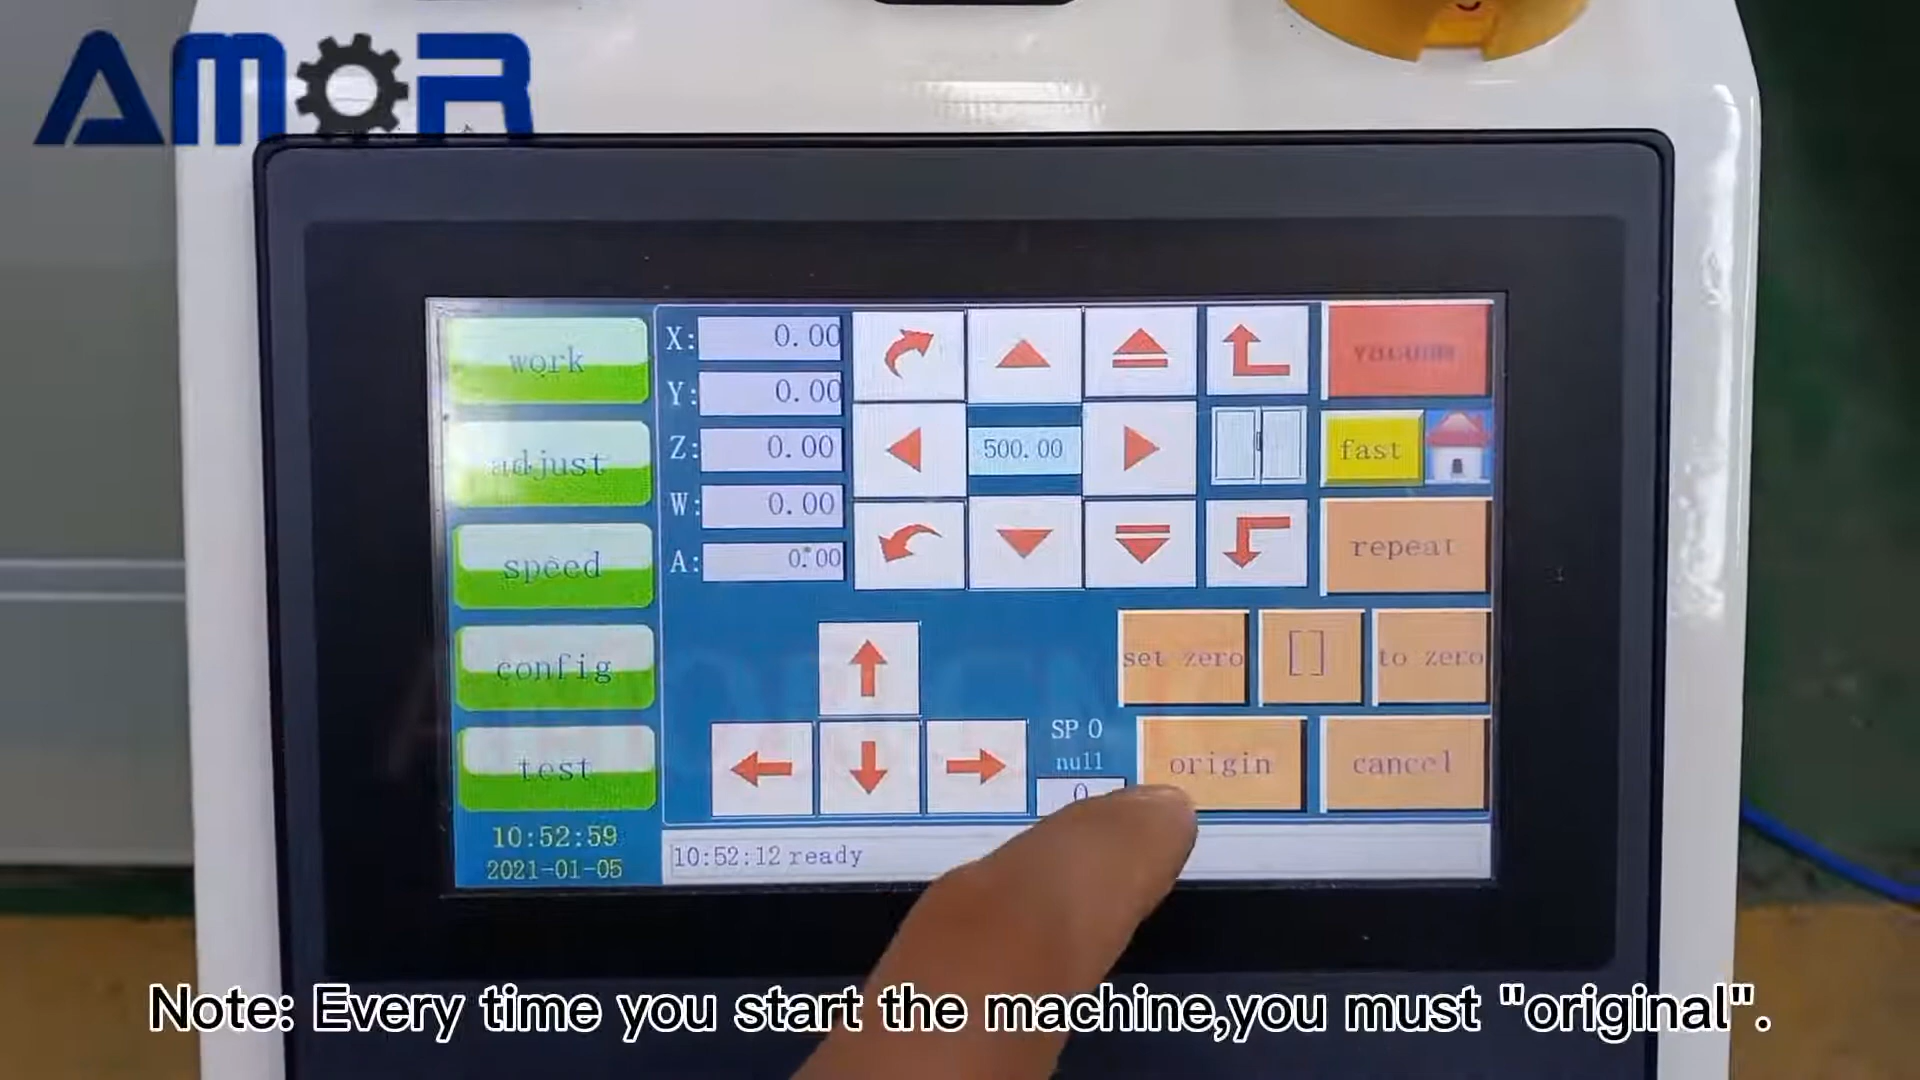 AMOR
work
adjust
speed
config
test
10:52:59
2021-01-05
X: 0.00
Y: 0.00
Z: 0.00
W: 0.00
A: 0.00
500.00
vacuum
fast
repeat
set zero
[]
to zero
SP 0
null
0
origin
cancel
10:52:12 ready
Note: Every time you start the machine,you must "original".